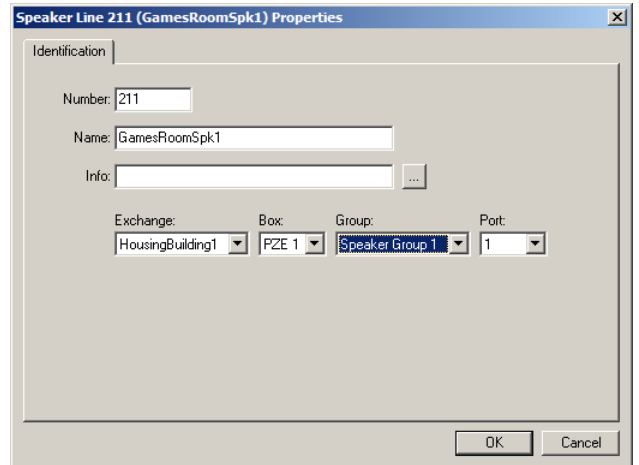 Speaker Line 211 (GamesRoomSpk1) Properties
Identification
Number: 211
Name: GamesRoomSpk1
Info: ...
Exchange: Box: Group: Port:
HousingBuilding1 PZE 1 Speaker Group 1 1
OK Cancel